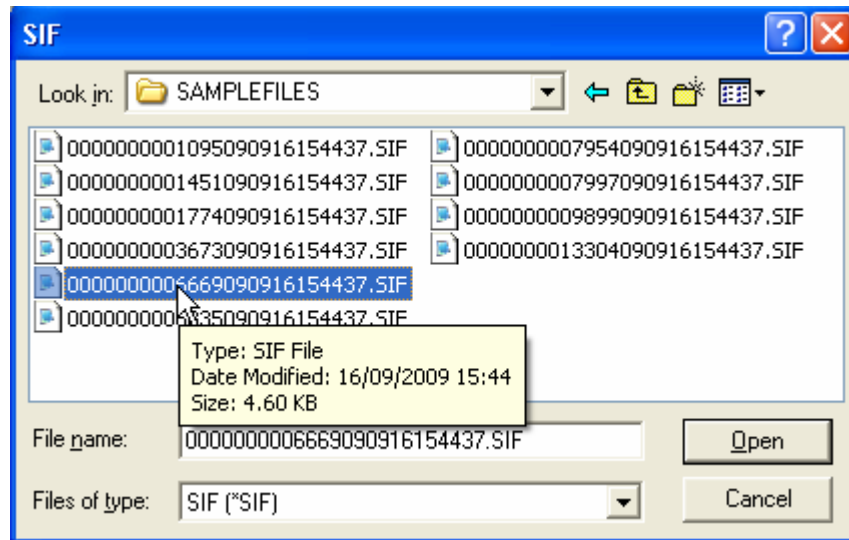 SIF
Look in: SAMPLEFILES
0000000001095090916154437.SIF
0000000001451090916154437.SIF
0000000001774090916154437.SIF
0000000003673090916154437.SIF
0000000006669090916154437.SIF
0000000007954090916154437.SIF
0000000007997090916154437.SIF
0000000009899090916154437.SIF
0000000013304090916154437.SIF
Type: SIF File
Date Modified: 16/09/2009 15:44
Size: 4.60 KB
File name: 0000000006669090916154437.SIF
Open
Files of type: SIF (*SIF)
Cancel